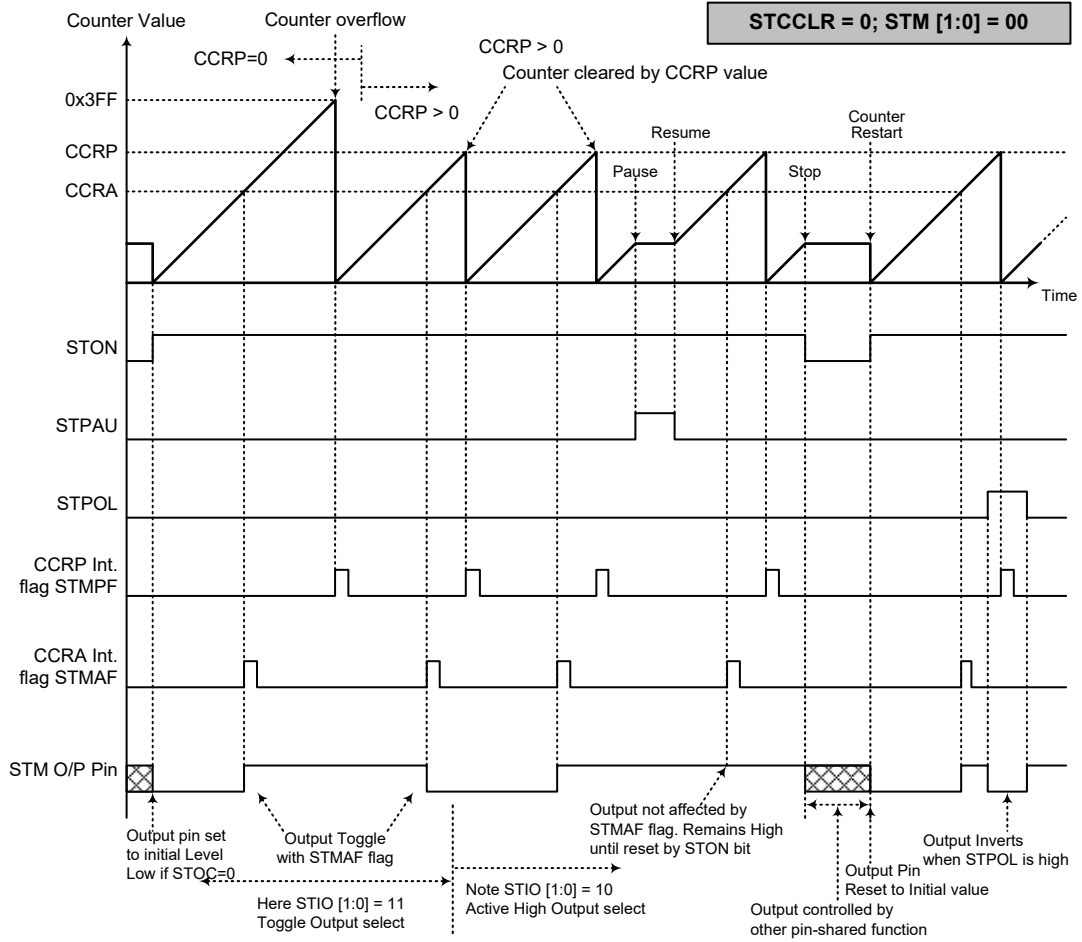 STCCLR = 0; STM [1:0] = 00
Counter Value
Counter overflow
CCRP=0
CCRP > 0
CCRP > 0
Counter cleared by CCRP value
0x3FF
CCRP
CCRA
Pause
Resume
Stop
Counter
Restart
Time
STON
STPAU
STPOL
CCRP Int.
flag STMPF
CCRA Int.
flag STMAF
STM O/P Pin
Output pin set
to initial Level
Low if STOC=0
Output Toggle
with STMAF flag
Here STIO [1:0] = 11
Toggle Output select
Note STIO [1:0] = 10
Active High Output select
Output not affected by
STMAF flag. Remains High
until reset by STON bit
Output controlled by
other pin-shared function
Output Pin
Reset to Initial value
Output Inverts
when STPOL is high